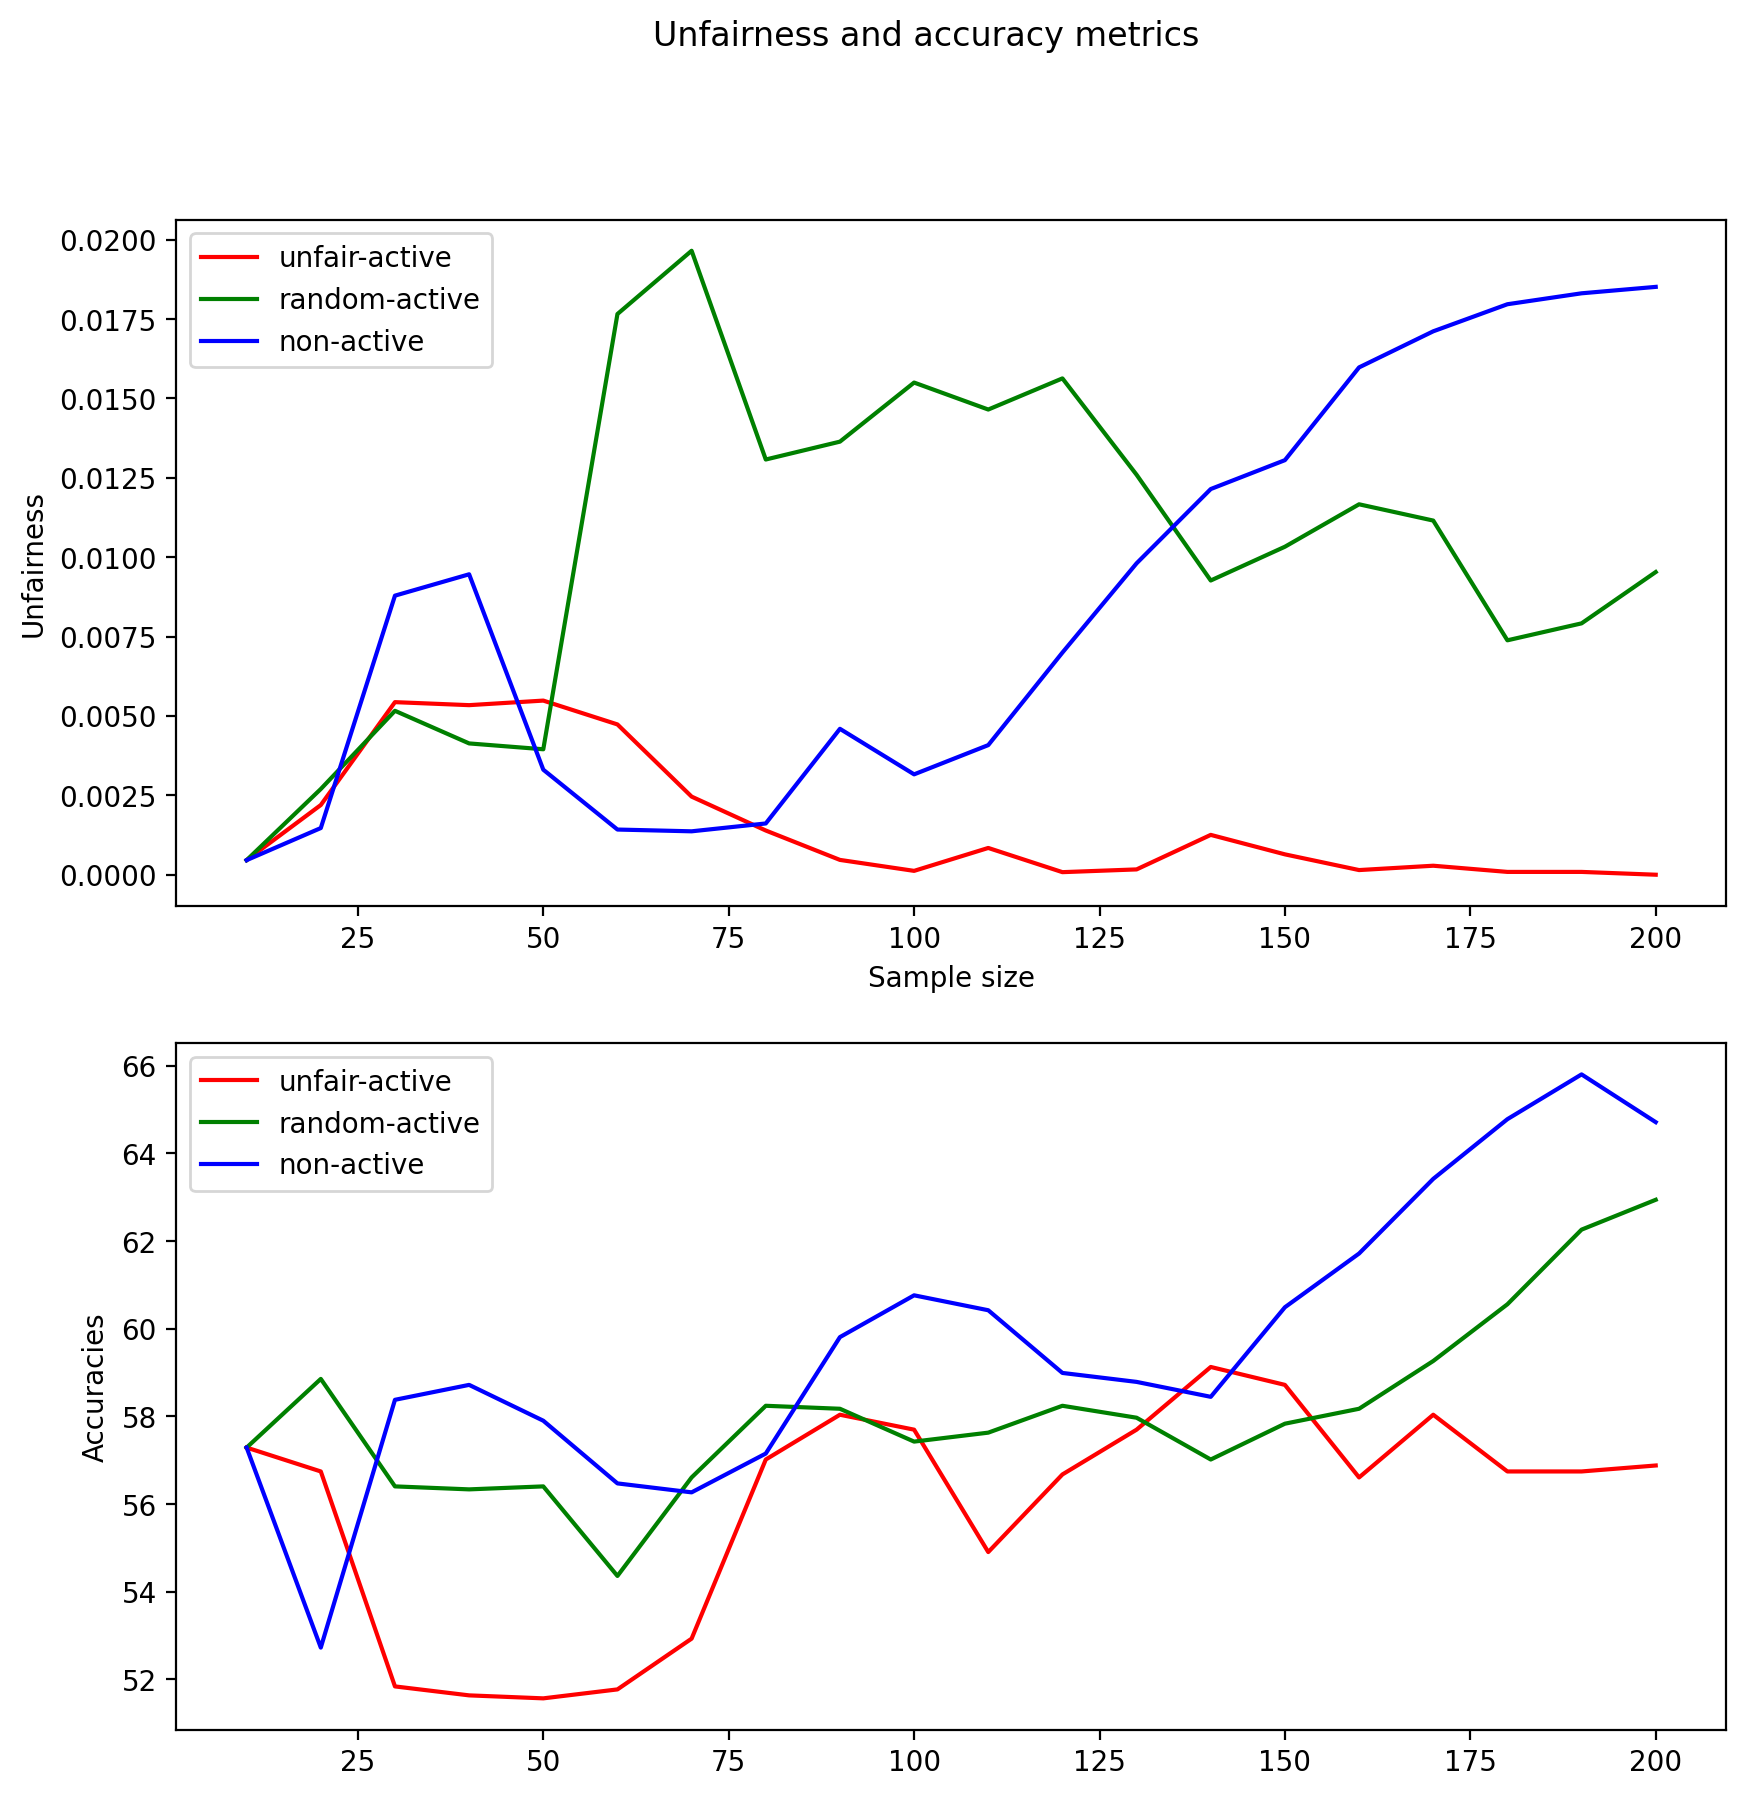 Unfairness and accuracy metrics
unfair-active
random-active
non-active
0.0200
0.0175
0.0150
0.0125
0.0100
0.0075
0.0050
0.0025
0.0000
Unfairness
25 50 75 100 125 150 175 200
Sample size
unfair-active
random-active
non-active
66
64
62
60
58
56
54
52
Accuracies
25 50 75 100 125 150 175 200